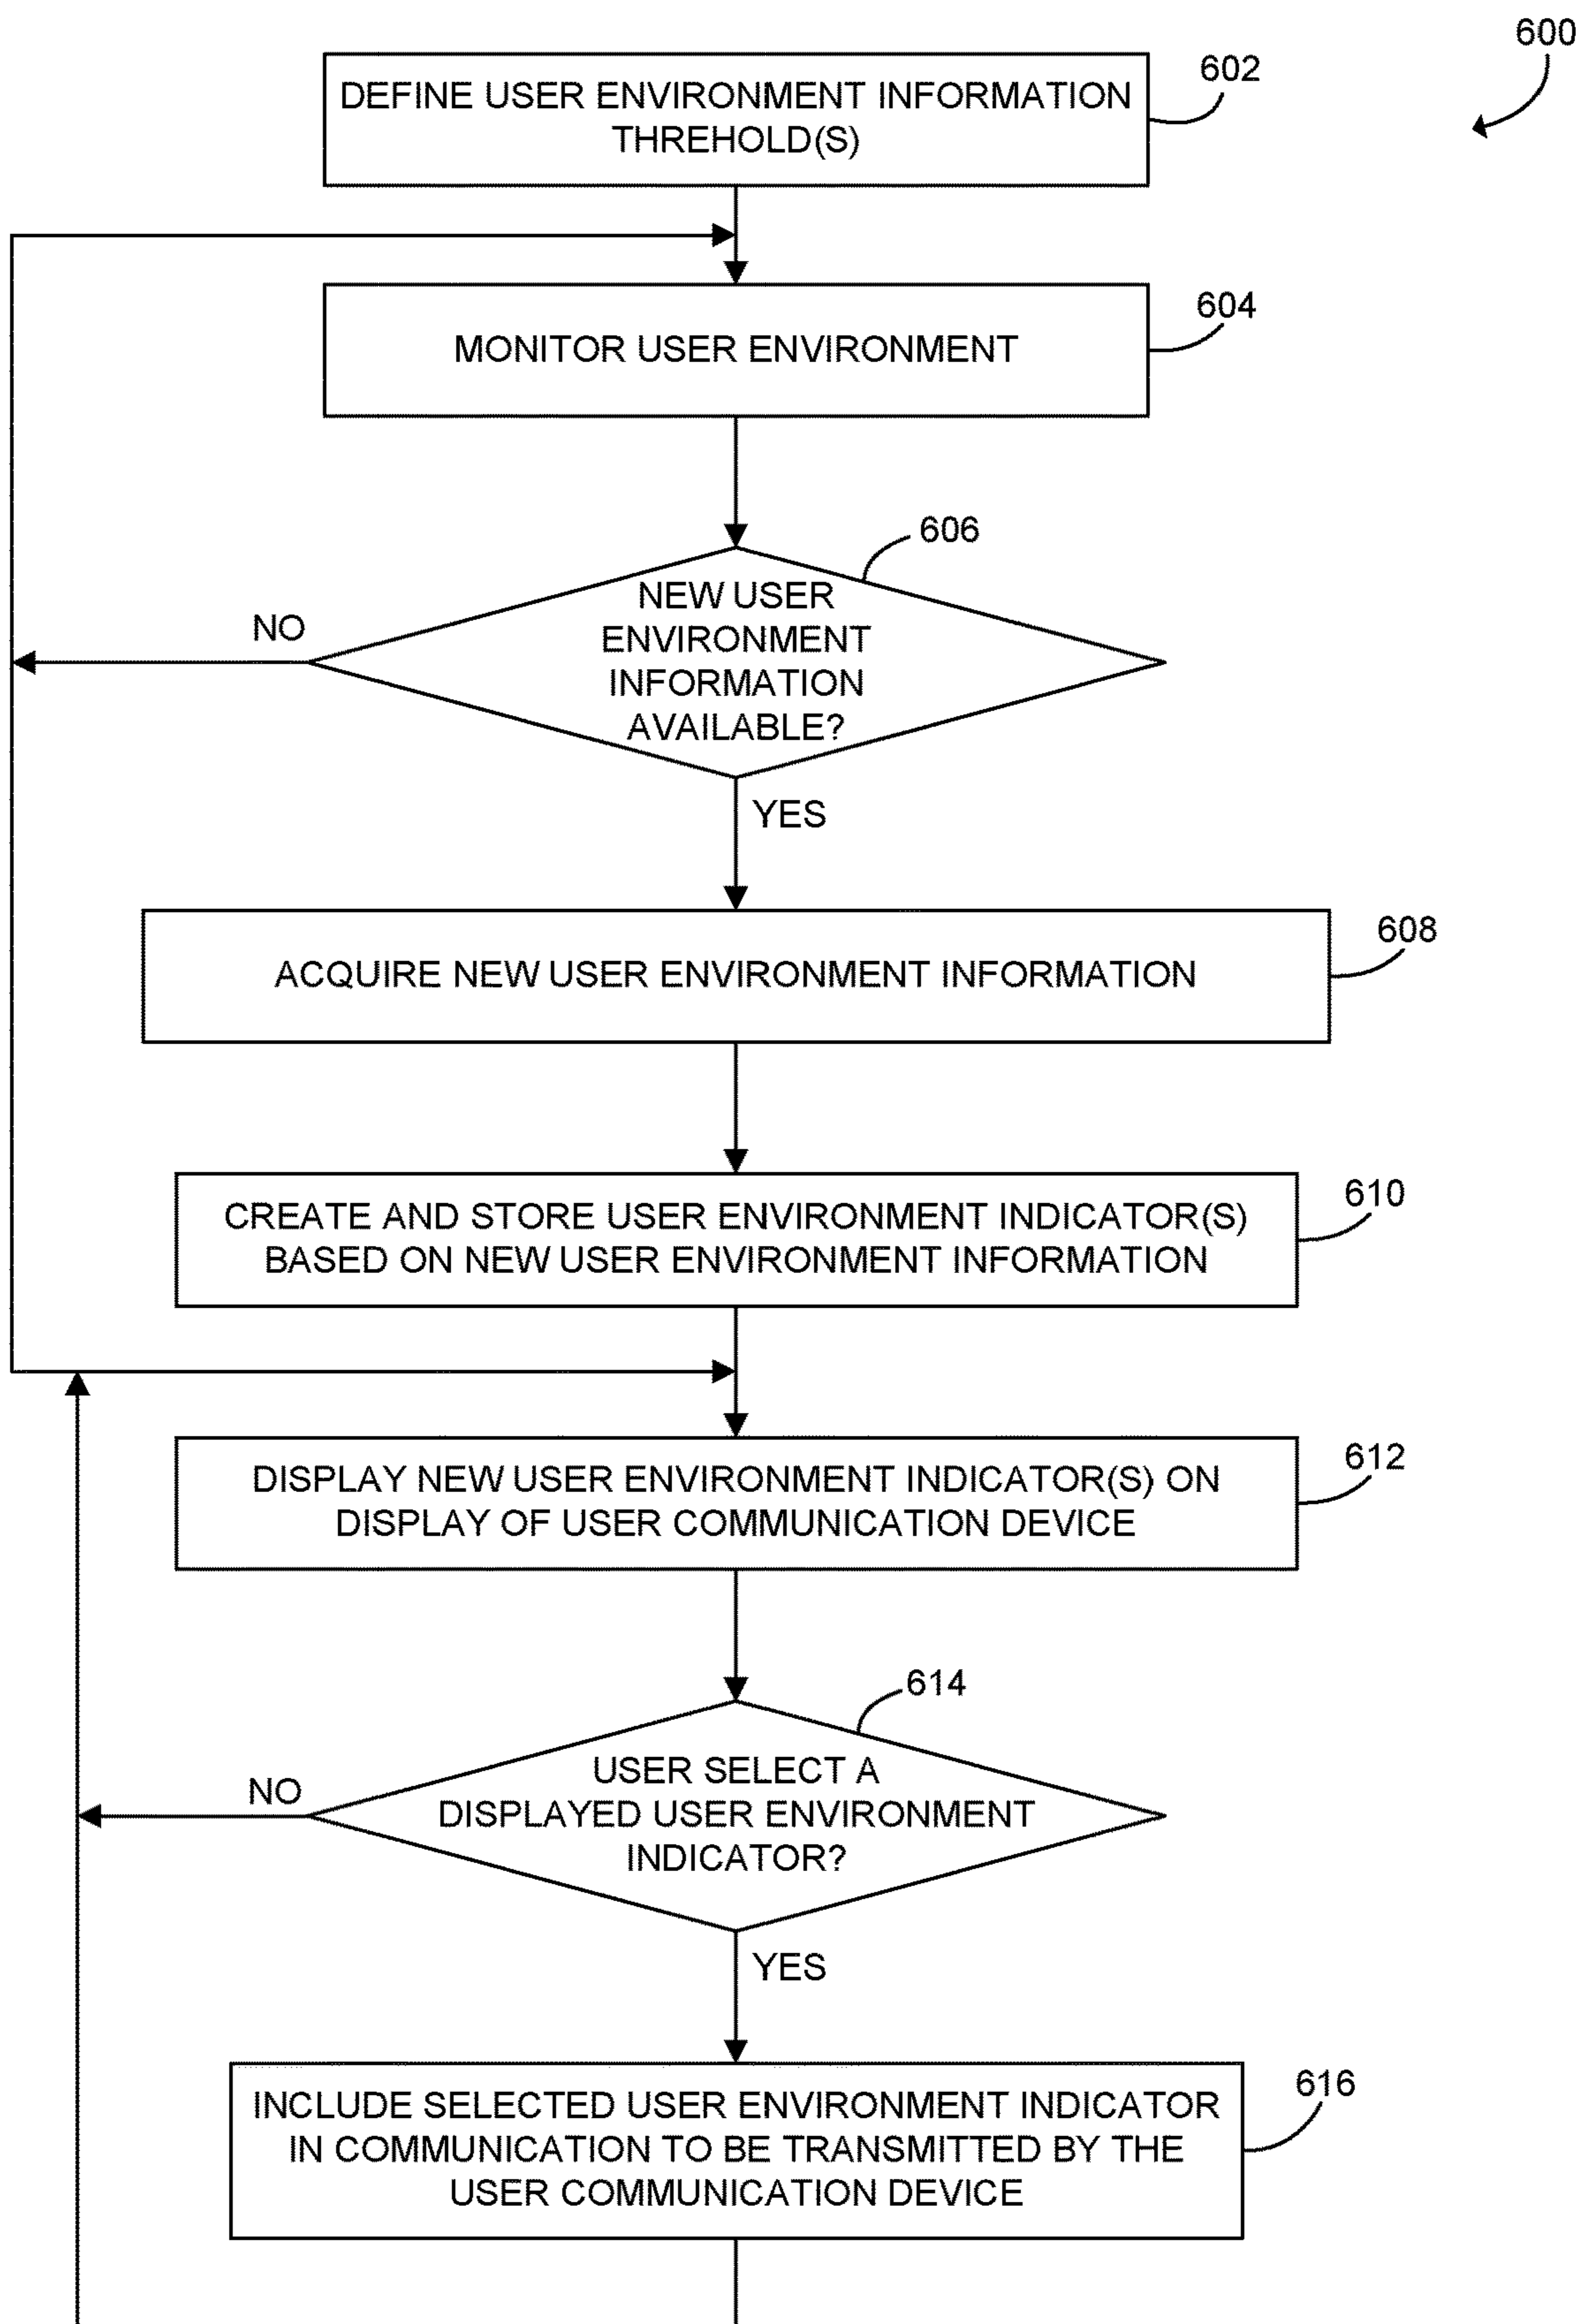 600
602
DEFINE USER ENVIRONMENT INFORMATION
THREHOLD(S)
604
MONITOR USER ENVIRONMENT
606
NEW USER
ENVIRONMENT
INFORMATION
AVAILABLE?
NO
YES
608
ACQUIRE NEW USER ENVIRONMENT INFORMATION
610
CREATE AND STORE USER ENVIRONMENT INDICATOR(S)
BASED ON NEW USER ENVIRONMENT INFORMATION
612
DISPLAY NEW USER ENVIRONMENT INDICATOR(S) ON
DISPLAY OF USER COMMUNICATION DEVICE
614
USER SELECT A
DISPLAYED USER ENVIRONMENT
INDICATOR?
NO
YES
616
INCLUDE SELECTED USER ENVIRONMENT INDICATOR
IN COMMUNICATION TO BE TRANSMITTED BY THE
USER COMMUNICATION DEVICE